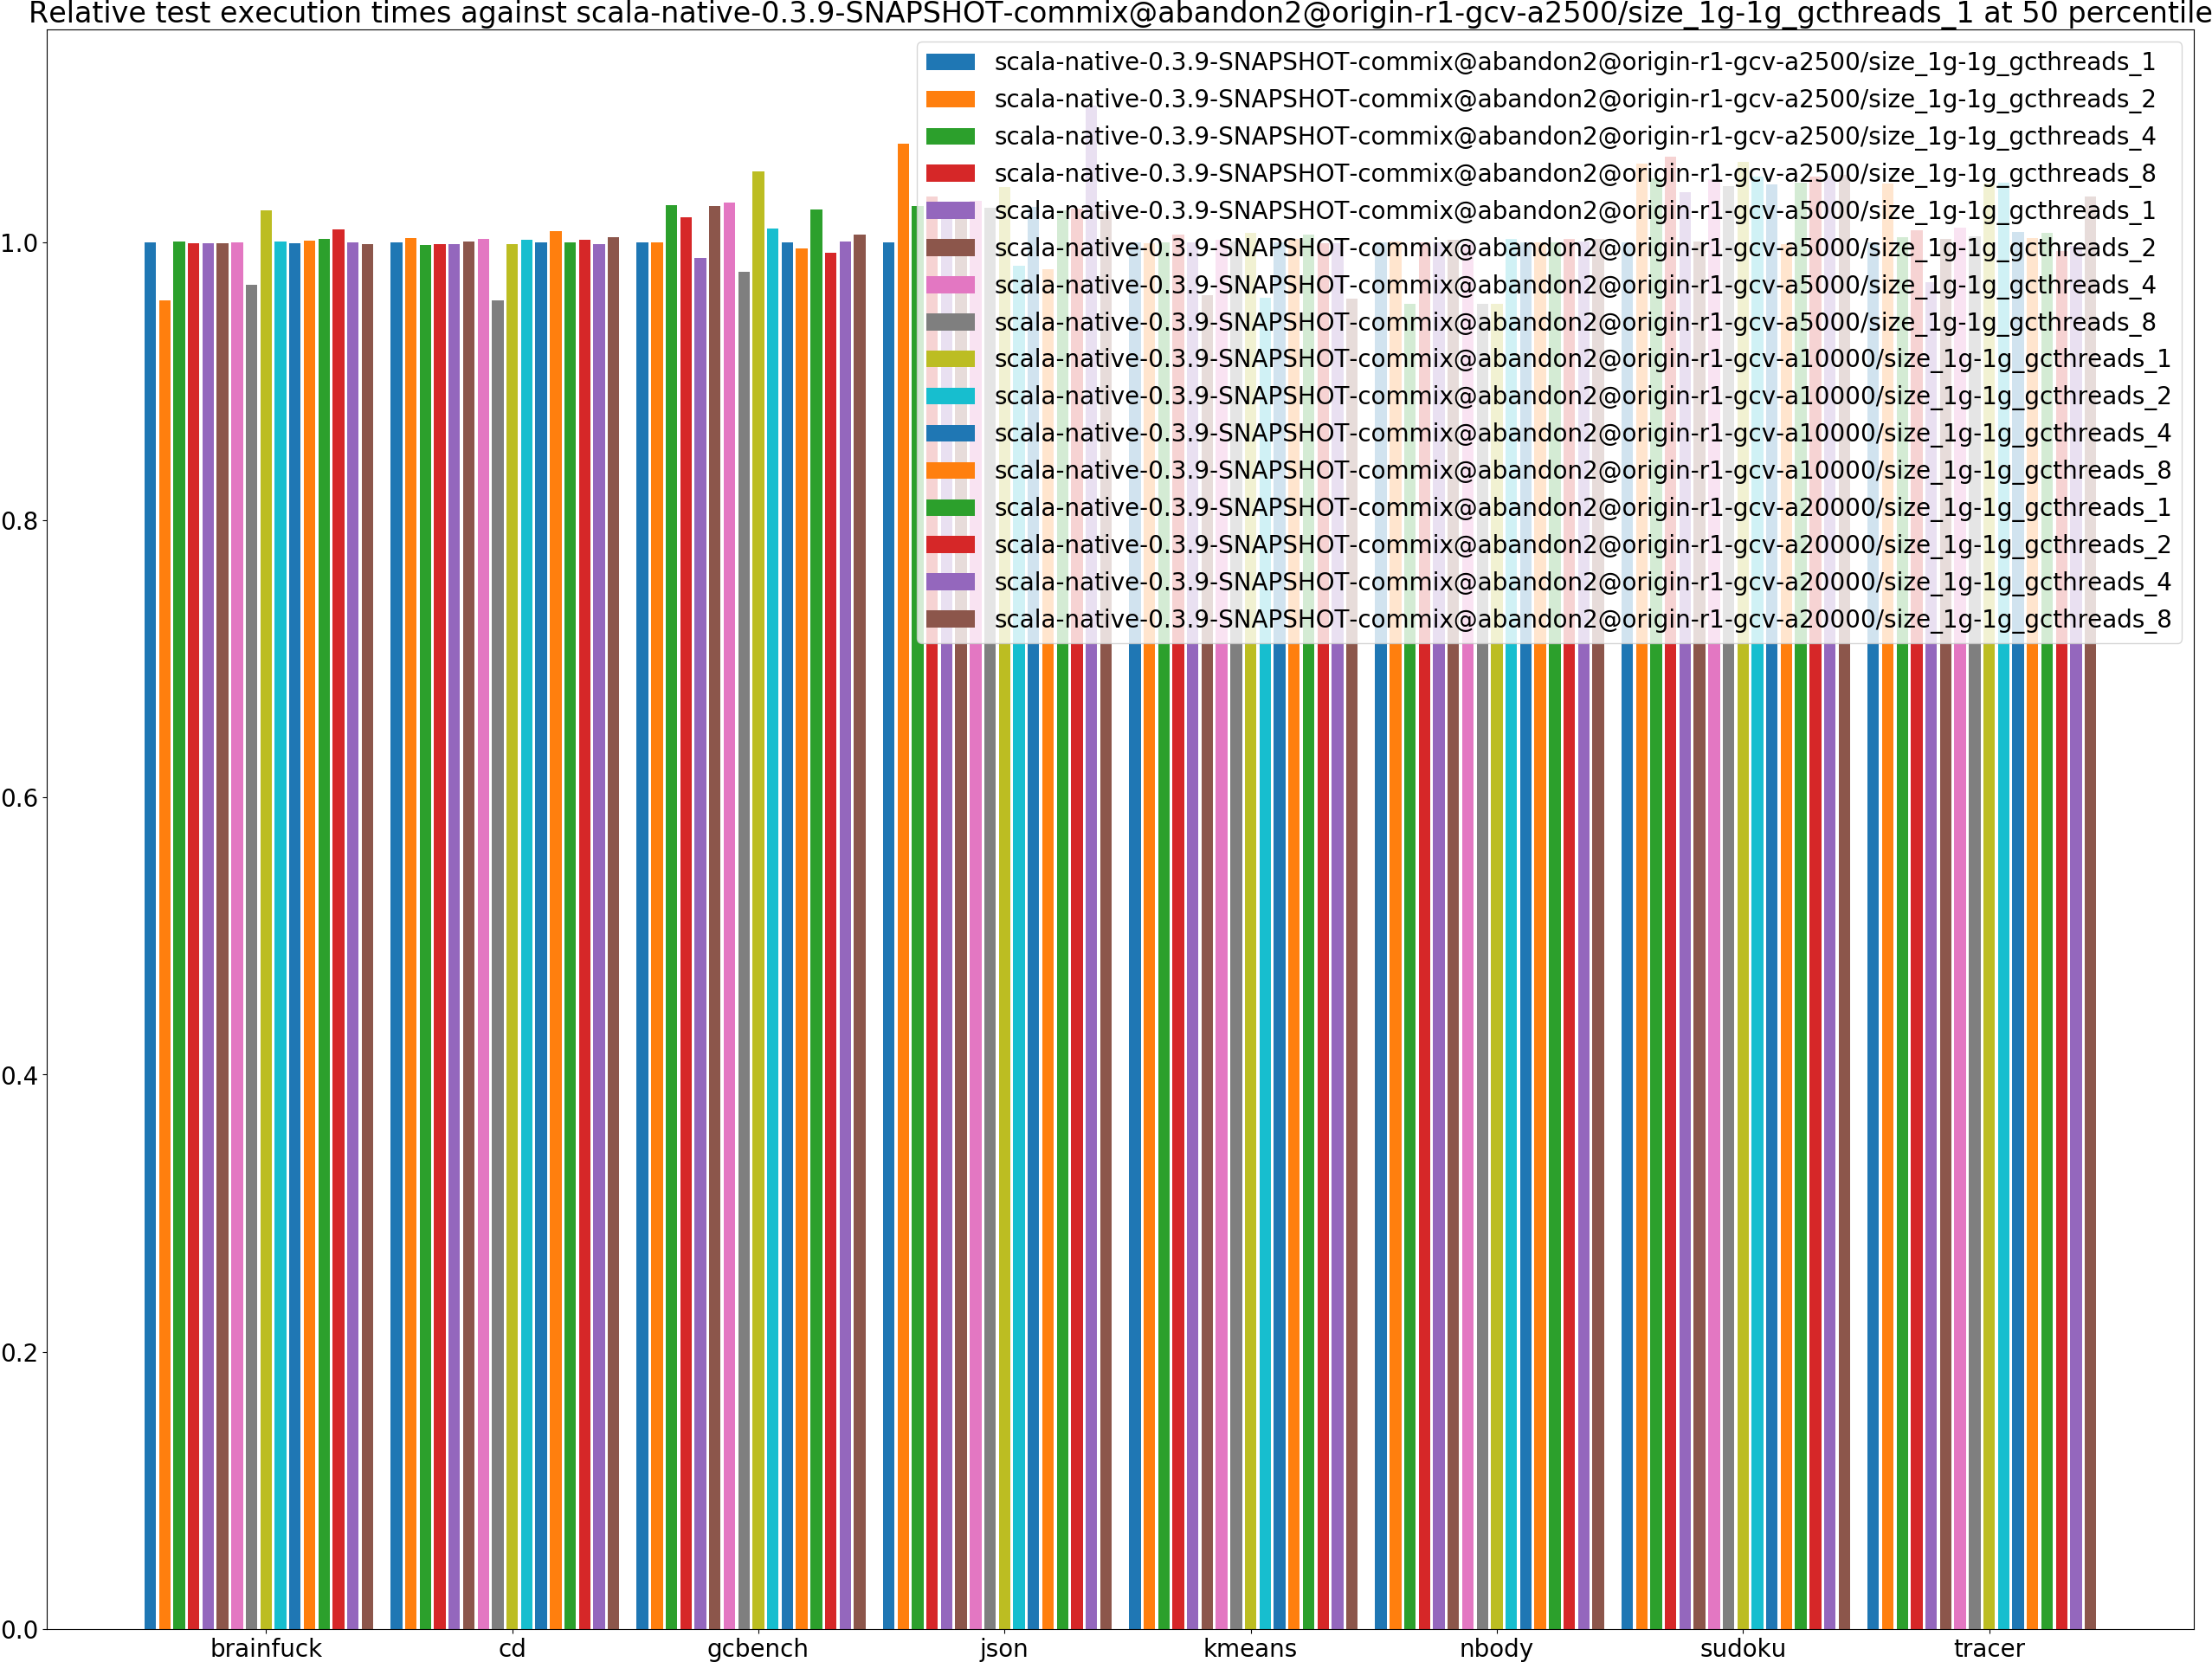 Relative test execution times against scala-native-0.3.9-SNAPSHOT-commix@abandon2@origin-r1-gcv-a2500/size_1g-1g_gcthreads_1 at 50 percentile
scala-native-0.3.9-SNAPSHOT-commix@abandon2@origin-r1-gcv-a2500/size_1g-1g_gcthreads_1
scala-native-0.3.9-SNAPSHOT-commix@abandon2@origin-r1-gcv-a2500/size_1g-1g_gcthreads_2
scala-native-0.3.9-SNAPSHOT-commix@abandon2@origin-r1-gcv-a2500/size_1g-1g_gcthreads_4
scala-native-0.3.9-SNAPSHOT-commix@abandon2@origin-r1-gcv-a2500/size_1g-1g_gcthreads_8
scala-native-0.3.9-SNAPSHOT-commix@abandon2@origin-r1-gcv-a5000/size_1g-1g_gcthreads_1
scala-native-0.3.9-SNAPSHOT-commix@abandon2@origin-r1-gcv-a5000/size_1g-1g_gcthreads_2
scala-native-0.3.9-SNAPSHOT-commix@abandon2@origin-r1-gcv-a5000/size_1g-1g_gcthreads_4
scala-native-0.3.9-SNAPSHOT-commix@abandon2@origin-r1-gcv-a5000/size_1g-1g_gcthreads_8
scala-native-0.3.9-SNAPSHOT-commix@abandon2@origin-r1-gcv-a10000/size_1g-1g_gcthreads_1
scala-native-0.3.9-SNAPSHOT-commix@abandon2@origin-r1-gcv-a10000/size_1g-1g_gcthreads_2
scala-native-0.3.9-SNAPSHOT-commix@abandon2@origin-r1-gcv-a10000/size_1g-1g_gcthreads_4
scala-native-0.3.9-SNAPSHOT-commix@abandon2@origin-r1-gcv-a10000/size_1g-1g_gcthreads_8
scala-native-0.3.9-SNAPSHOT-commix@abandon2@origin-r1-gcv-a20000/size_1g-1g_gcthreads_1
scala-native-0.3.9-SNAPSHOT-commix@abandon2@origin-r1-gcv-a20000/size_1g-1g_gcthreads_2
scala-native-0.3.9-SNAPSHOT-commix@abandon2@origin-r1-gcv-a20000/size_1g-1g_gcthreads_4
scala-native-0.3.9-SNAPSHOT-commix@abandon2@origin-r1-gcv-a20000/size_1g-1g_gcthreads_8
1.0
0.8
0.6
0.4
0.2
0.0
brainfuck cd gcbench json kmeans nbody sudoku tracer